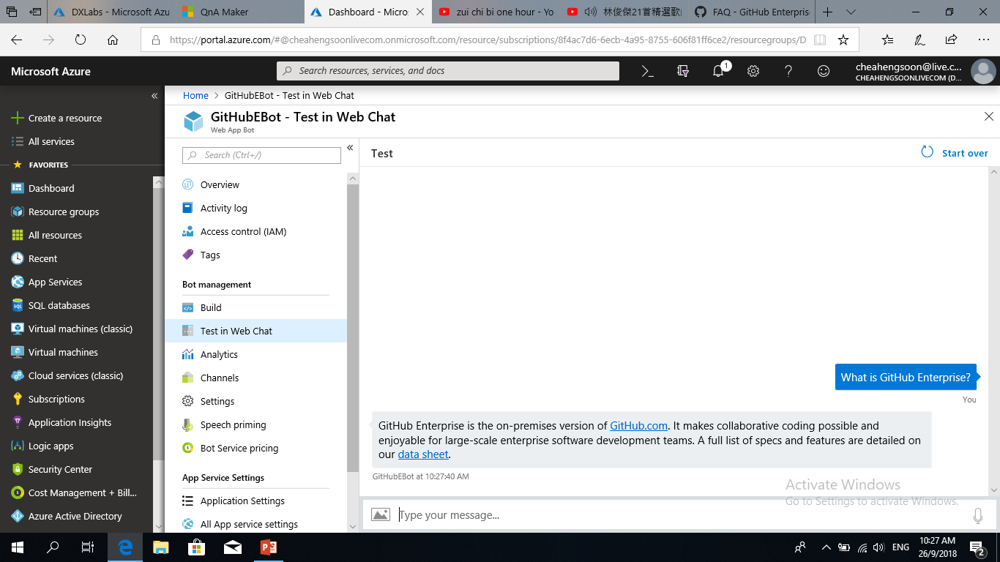 DXLabs - Microsoft Azu
QnA Maker
Dashboard - Micros
zui chi bi one hour - Yo
林俊傑21首精選歌曲
FAQ - GitHub Enterprise
https://portal.azure.com/#@cheahengsoonlivecom.onmicrosoft.com/resource/subscriptions/8f4ac7d6-6ecb-4a95-8755-606f81ff6ce2/resourcegroups/D
Microsoft Azure
Search resources, services, and docs
1
cheahengsoon@live.c...
CHEAHENGSOONLIVECOM (D...
Create a resource
All services
FAVORITES
Dashboard
Resource groups
All resources
Recent
App Services
SQL databases
Virtual machines (classic)
Virtual machines
Cloud services (classic)
Subscriptions
Application Insights
Logic apps
Security Center
Cost Management + Bill...
Azure Active Directory
Home > GitHubEBot - Test in Web Chat
GitHubEBot - Test in Web Chat
Web App Bot
Search (Ctrl+/)
Overview
Activity log
Access control (IAM)
Tags
Bot management
Build
Test in Web Chat
Analytics
Channels
Settings
Speech priming
Bot Service pricing
App Service Settings
Application Settings
All App service settings
Test
Start over
What is GitHub Enterprise?
You
GitHub Enterprise is the on-premises version of GitHub.com. It makes collaborative coding possible and
enjoyable for large-scale enterprise software development teams. A full list of specs and features are detailed on
our data sheet.
GitHubEBot at 10:27:40 AM
Activate Windows
Go to Settings to activate Windows.
Type your message...
ENG
10:27 AM
26/9/2018
2